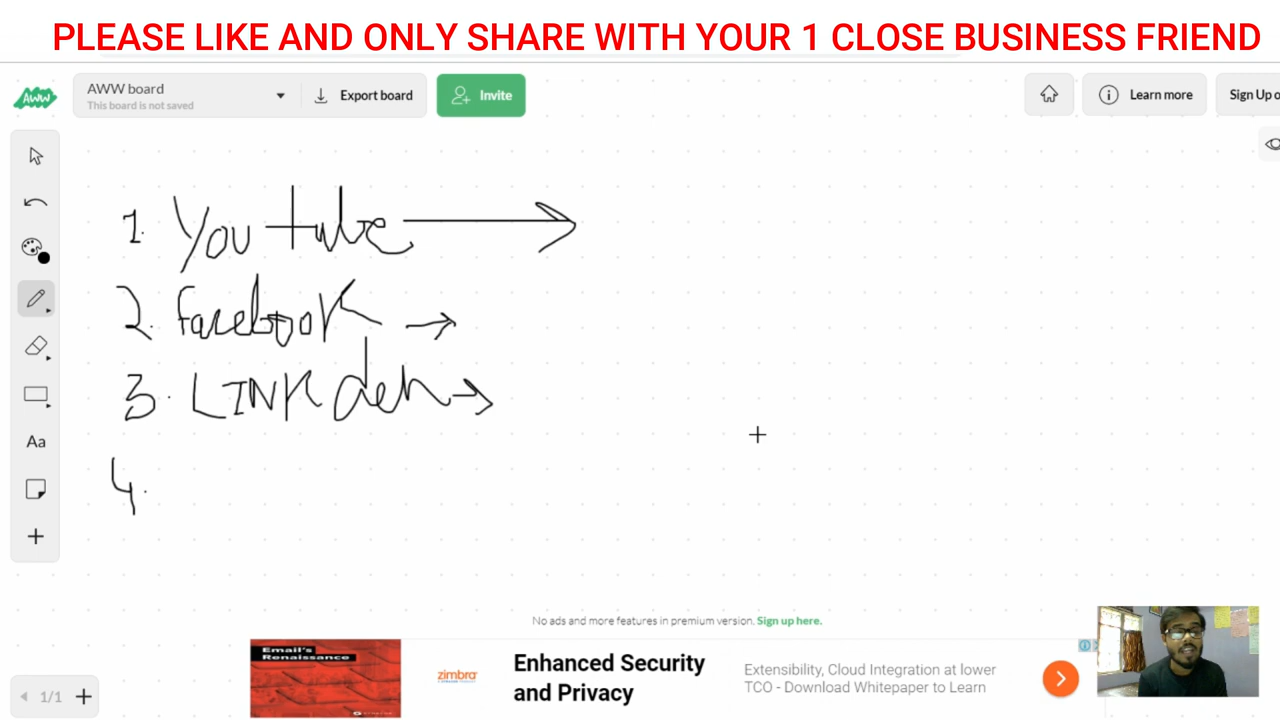 PLEASE LIKE AND ONLY SHARE WITH YOUR 1 CLOSE BUSINESS FRIEND
AWW
AWW board
This board is not saved
Export board
Invite
Learn more
Sign Up o
1. You tube
2. Facebook
3. LINKden
4.
Aa
No ads and more features in premium version. Sign up here.
Email's
Renaissance
zimbra
Enhanced Security
and Privacy
Extensibility, Cloud Integration at lower
TCO - Download Whitepaper to Learn
1/1